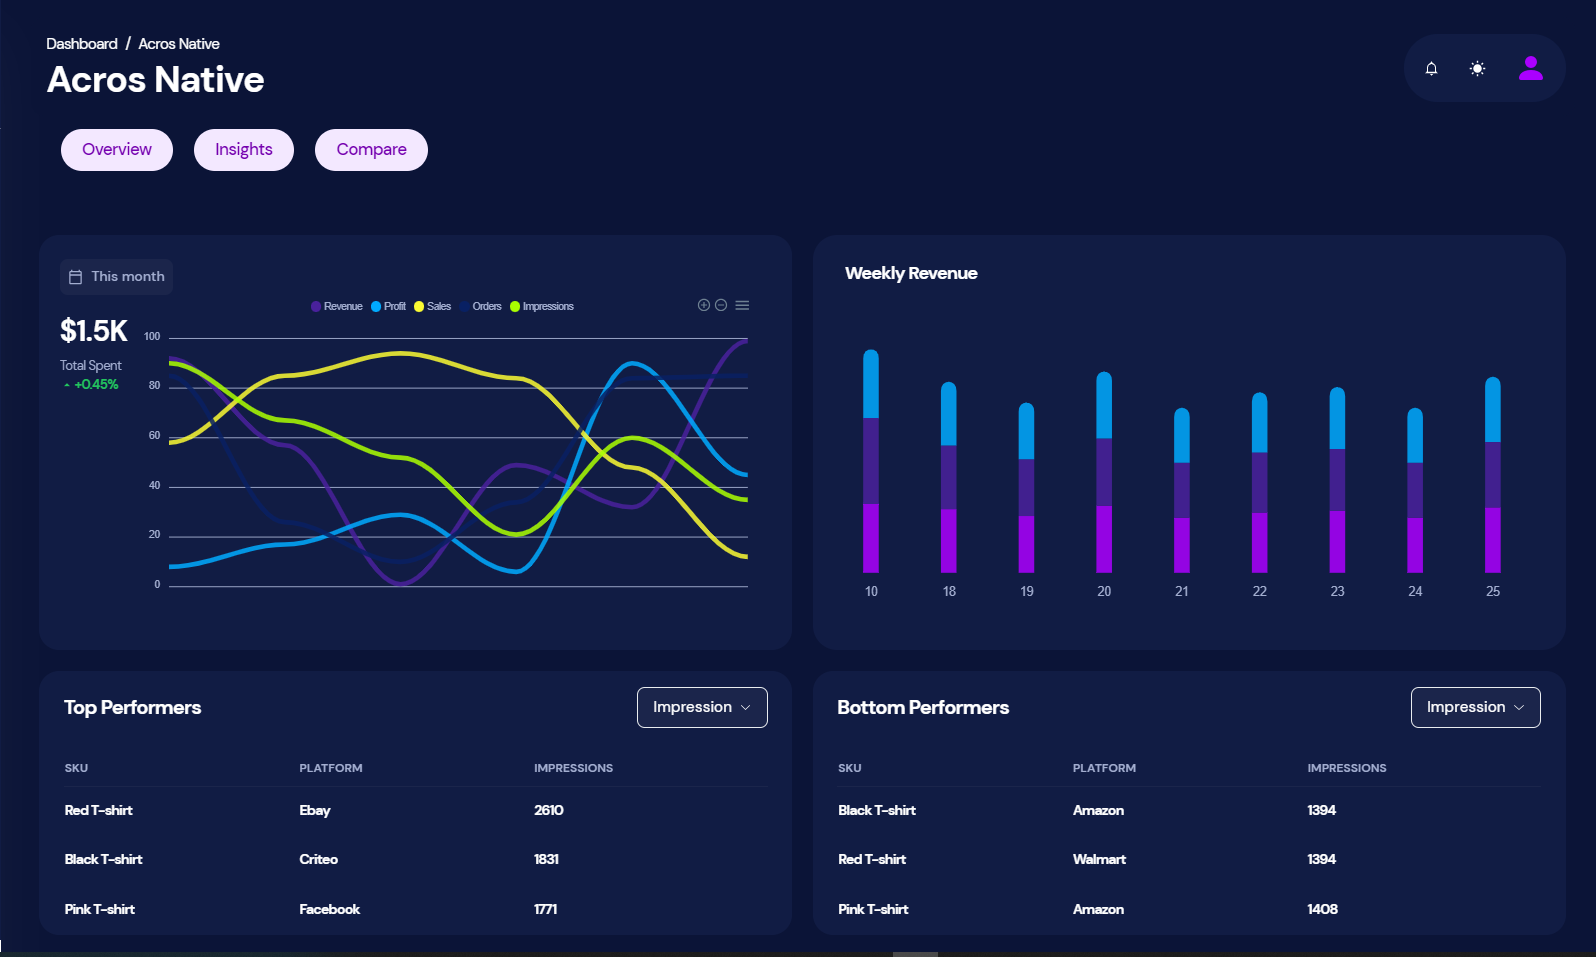 Dashboard / Acros Native
Acros Native
Overview
Insights
Compare
This month
$1.5K
Total Spent
+0.45%
Revenue Profit Sales Orders Impressions
100
80
60
40
20
0
Weekly Revenue
10 18 19 20 21 22 23 24 25
Top Performers
Impression
SKU PLATFORM IMPRESSIONS
Red T-shirt Ebay 2610
Black T-shirt Criteo 1831
Pink T-shirt Facebook 1771
Bottom Performers
Impression
SKU PLATFORM IMPRESSIONS
Black T-shirt Amazon 1394
Red T-shirt Walmart 1394
Pink T-shirt Amazon 1408